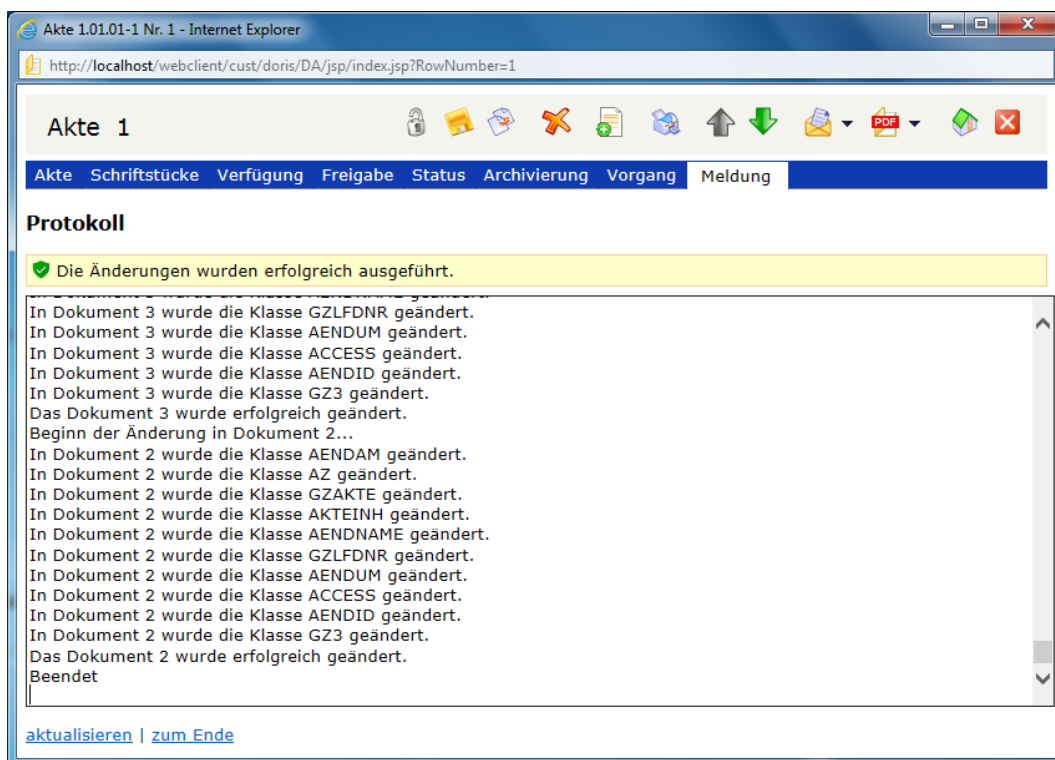 Akte 1.01.01-1 Nr. 1 - Internet Explorer
http://localhost/webclient/cust/doris/DA/jsp/index.jsp?RowNumber=1
Akte 1
PDF
Akte Schriftstücke Verfügung Freigabe Status Archivierung Vorgang Meldung
Protokoll
Die Änderungen wurden erfolgreich ausgeführt.
In Dokument 3 wurde die Klasse AENDNAME geändert.
In Dokument 3 wurde die Klasse GZLFDNR geändert.
In Dokument 3 wurde die Klasse AENDUM geändert.
In Dokument 3 wurde die Klasse ACCESS geändert.
In Dokument 3 wurde die Klasse AENDID geändert.
In Dokument 3 wurde die Klasse GZ3 geändert.
Das Dokument 3 wurde erfolgreich geändert.
Beginn der Änderung in Dokument 2...
In Dokument 2 wurde die Klasse AENDAM geändert.
In Dokument 2 wurde die Klasse AZ geändert.
In Dokument 2 wurde die Klasse GZAKTE geändert.
In Dokument 2 wurde die Klasse AKTEINH geändert.
In Dokument 2 wurde die Klasse AENDNAME geändert.
In Dokument 2 wurde die Klasse GZLFDNR geändert.
In Dokument 2 wurde die Klasse AENDUM geändert.
In Dokument 2 wurde die Klasse ACCESS geändert.
In Dokument 2 wurde die Klasse AENDID geändert.
In Dokument 2 wurde die Klasse GZ3 geändert.
Das Dokument 2 wurde erfolgreich geändert.
Beendet
aktualisieren | zum Ende